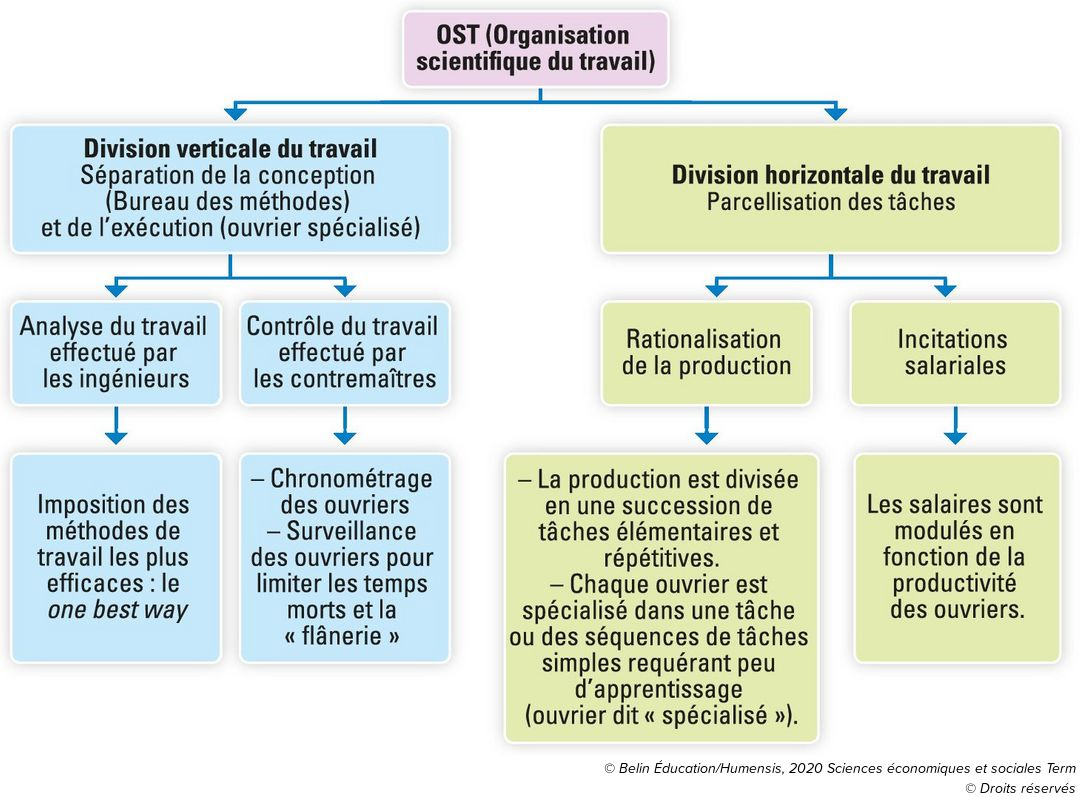 OST (Organisation
scientifique du travail)
Division verticale du travail
Séparation de la conception
(Bureau des méthodes)
et de l’exécution (ouvrier spécialisé)
Division horizontale du travail
Parcellisation des tâches
Analyse du travail
effectué par
les ingénieurs
Contrôle du travail
effectué par
les contremaîtres
Rationalisation
de la production
Incitations
salariales
Imposition des
méthodes de
travail les plus
efficaces : le
one best way
– Chronométrage
des ouvriers
– Surveillance
des ouvriers pour
limiter les temps
morts et la
« flânerie »
– La production est divisée
en une succession de
tâches élémentaires et
répétitives.
– Chaque ouvrier est
spécialisé dans une tâche
ou des séquences de tâches
simples requérant peu
d’apprentissage
(ouvrier dit « spécialisé »).
Les salaires sont
modulés en
fonction de la
productivité
des ouvriers.
© Belin Éducation/Humensis, 2020 Sciences économiques et sociales Term
© Droits réservés